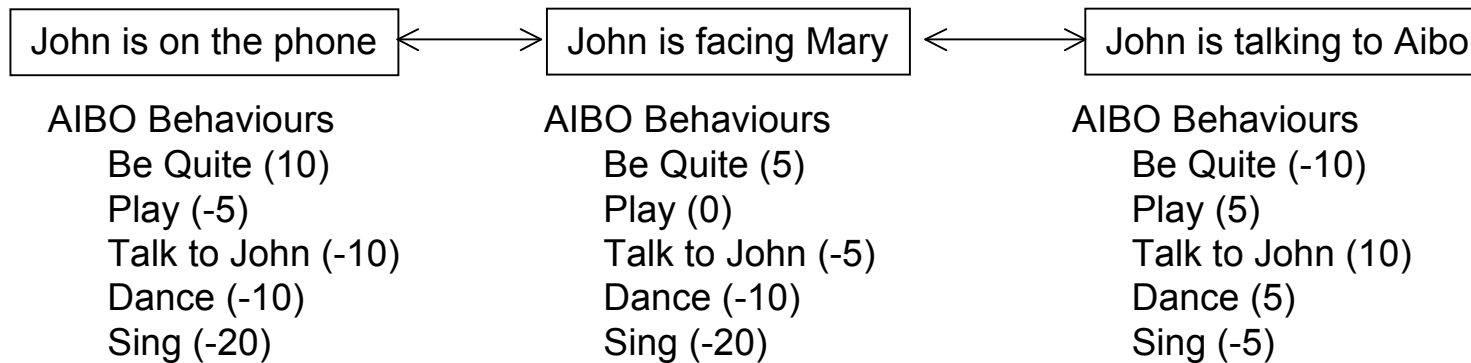 John is on the phone
AIBO Behaviours
Be Quite (10)
Play (-5)
Talk to John (-10)
Dance (-10)
Sing (-20)
John is facing Mary
AIBO Behaviours
Be Quite (5)
Play (0)
Talk to John (-5)
Dance (-10)
Sing (-20)
John is talking to Aibo
AIBO Behaviours
Be Quite (-10)
Play (5)
Talk to John (10)
Dance (5)
Sing (-5)